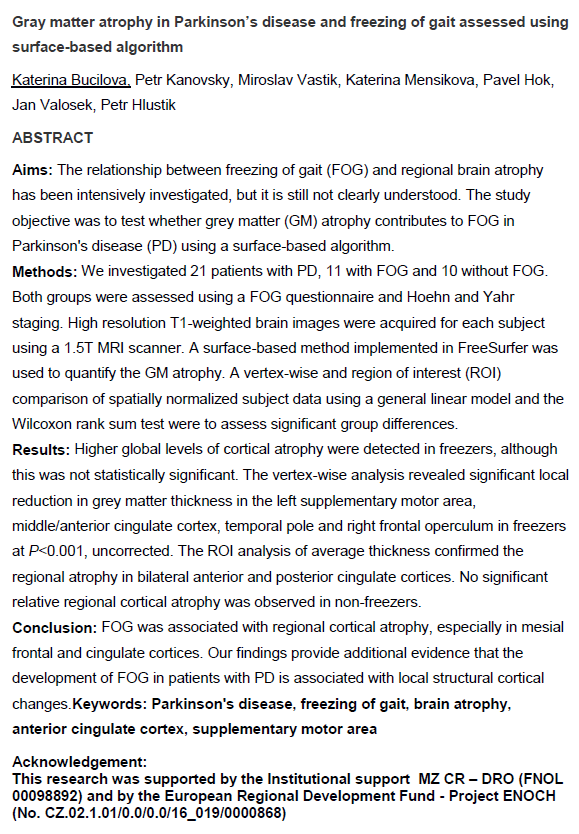 Gray matter atrophy in Parkinson’s disease and freezing of gait assessed using
surface-based algorithm
Katerina Bucilova, Petr Kanovsky, Miroslav Vastik, Katerina Mensikova, Pavel Hok,
Jan Valosek, Petr Hlustik
ABSTRACT
Aims: The relationship between freezing of gait (FOG) and regional brain atrophy
has been intensively investigated, but it is still not clearly understood. The study
objective was to test whether grey matter (GM) atrophy contributes to FOG in
Parkinson's disease (PD) using a surface-based algorithm.
Methods: We investigated 21 patients with PD, 11 with FOG and 10 without FOG.
Both groups were assessed using a FOG questionnaire and Hoehn and Yahr
staging. High resolution T1-weighted brain images were acquired for each subject
using a 1.5T MRI scanner. A surface-based method implemented in FreeSurfer was
used to quantify the GM atrophy. A vertex-wise and region of interest (ROI)
comparison of spatially normalized subject data using a general linear model and the
Wilcoxon rank sum test were to assess significant group differences.
Results: Higher global levels of cortical atrophy were detected in freezers, although
this was not statistically significant. The vertex-wise analysis revealed significant local
reduction in grey matter thickness in the left supplementary motor area,
middle/anterior cingulate cortex, temporal pole and right frontal operculum in freezers
at P<0.001, uncorrected. The ROI analysis of average thickness confirmed the
regional atrophy in bilateral anterior and posterior cingulate cortices. No significant
relative regional cortical atrophy was observed in non-freezers.
Conclusion: FOG was associated with regional cortical atrophy, especially in mesial
frontal and cingulate cortices. Our findings provide additional evidence that the
development of FOG in patients with PD is associated with local structural cortical
changes.Keywords: Parkinson's disease, freezing of gait, brain atrophy,
anterior cingulate cortex, supplementary motor area
Acknowledgement:
This research was supported by the Institutional support MZ CR – DRO (FNOL
00098892) and by the European Regional Development Fund - Project ENOCH
(No. CZ.02.1.01/0.0/0.0/16_019/0000868)